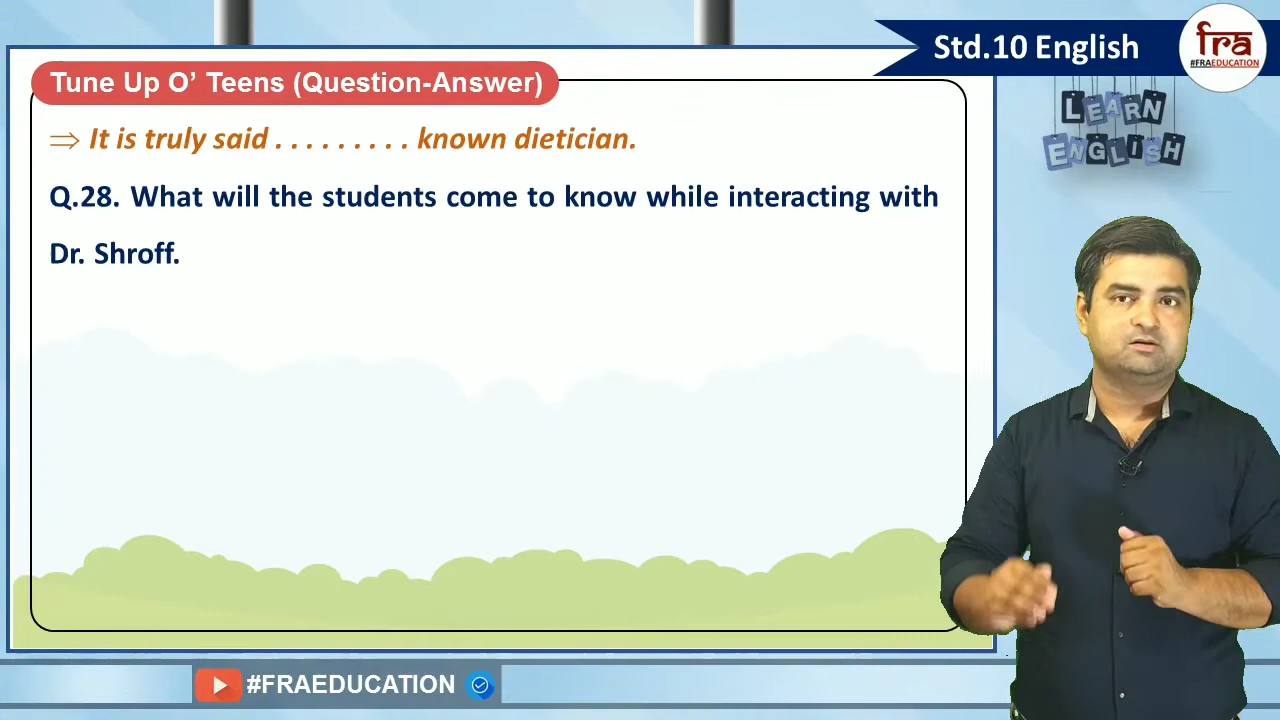 Std.10 English
fra
#FRAEDUCATION
LEARN
ENGLISH
Tune Up O’ Teens (Question-Answer)
⇒ It is truly said . . . . . . . . . known dietician.
Q.28. What will the students come to know while interacting with
Dr. Shroff.
#FRAEDUCATION